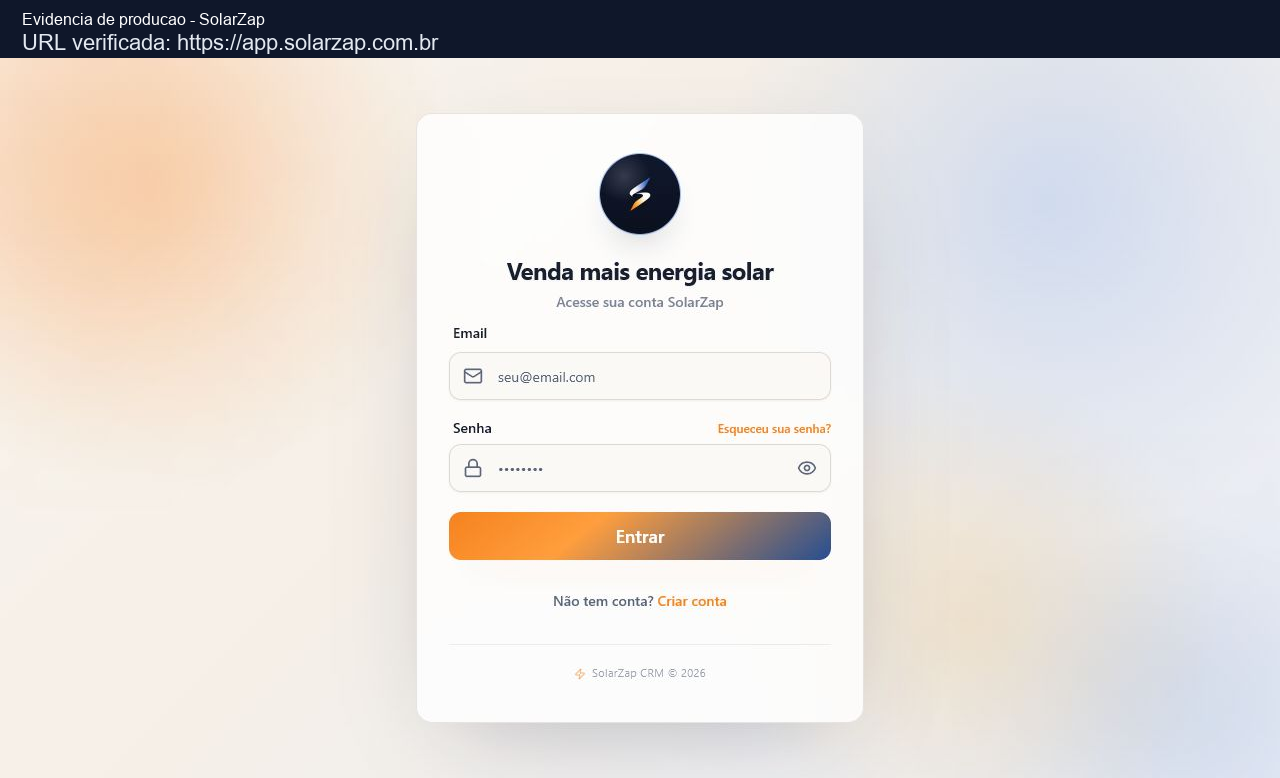 Evidencia de producao - SolarZap
URL verificada: https://app.solarzap.com.br
Venda mais energia solar
Acesse sua conta SolarZap
Email
seu@email.com
Senha
Esqueceu sua senha?
••••••••
Entrar
Não tem conta? Criar conta
SolarZap CRM © 2026